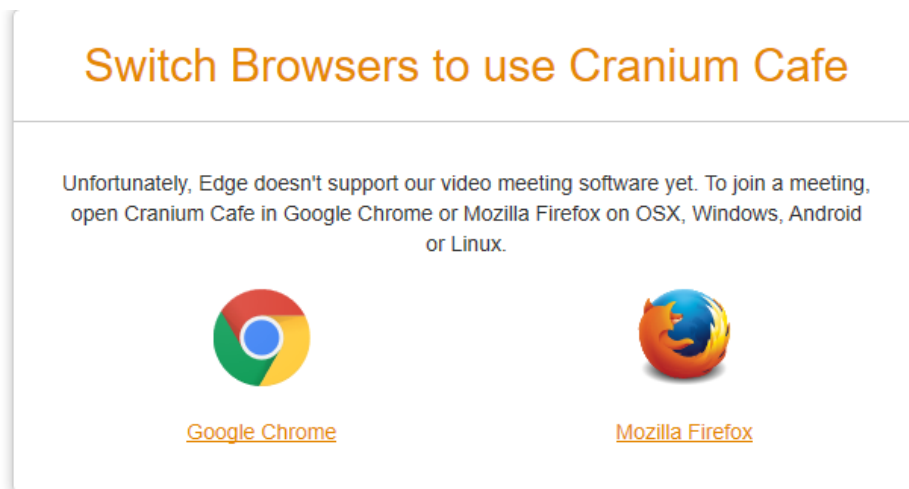 Switch Browsers to use Cranium Cafe
Unfortunately, Edge doesn't support our video meeting software yet. To join a meeting,
open Cranium Cafe in Google Chrome or Mozilla Firefox on OSX, Windows, Android
or Linux.
Google Chrome
Mozilla Firefox